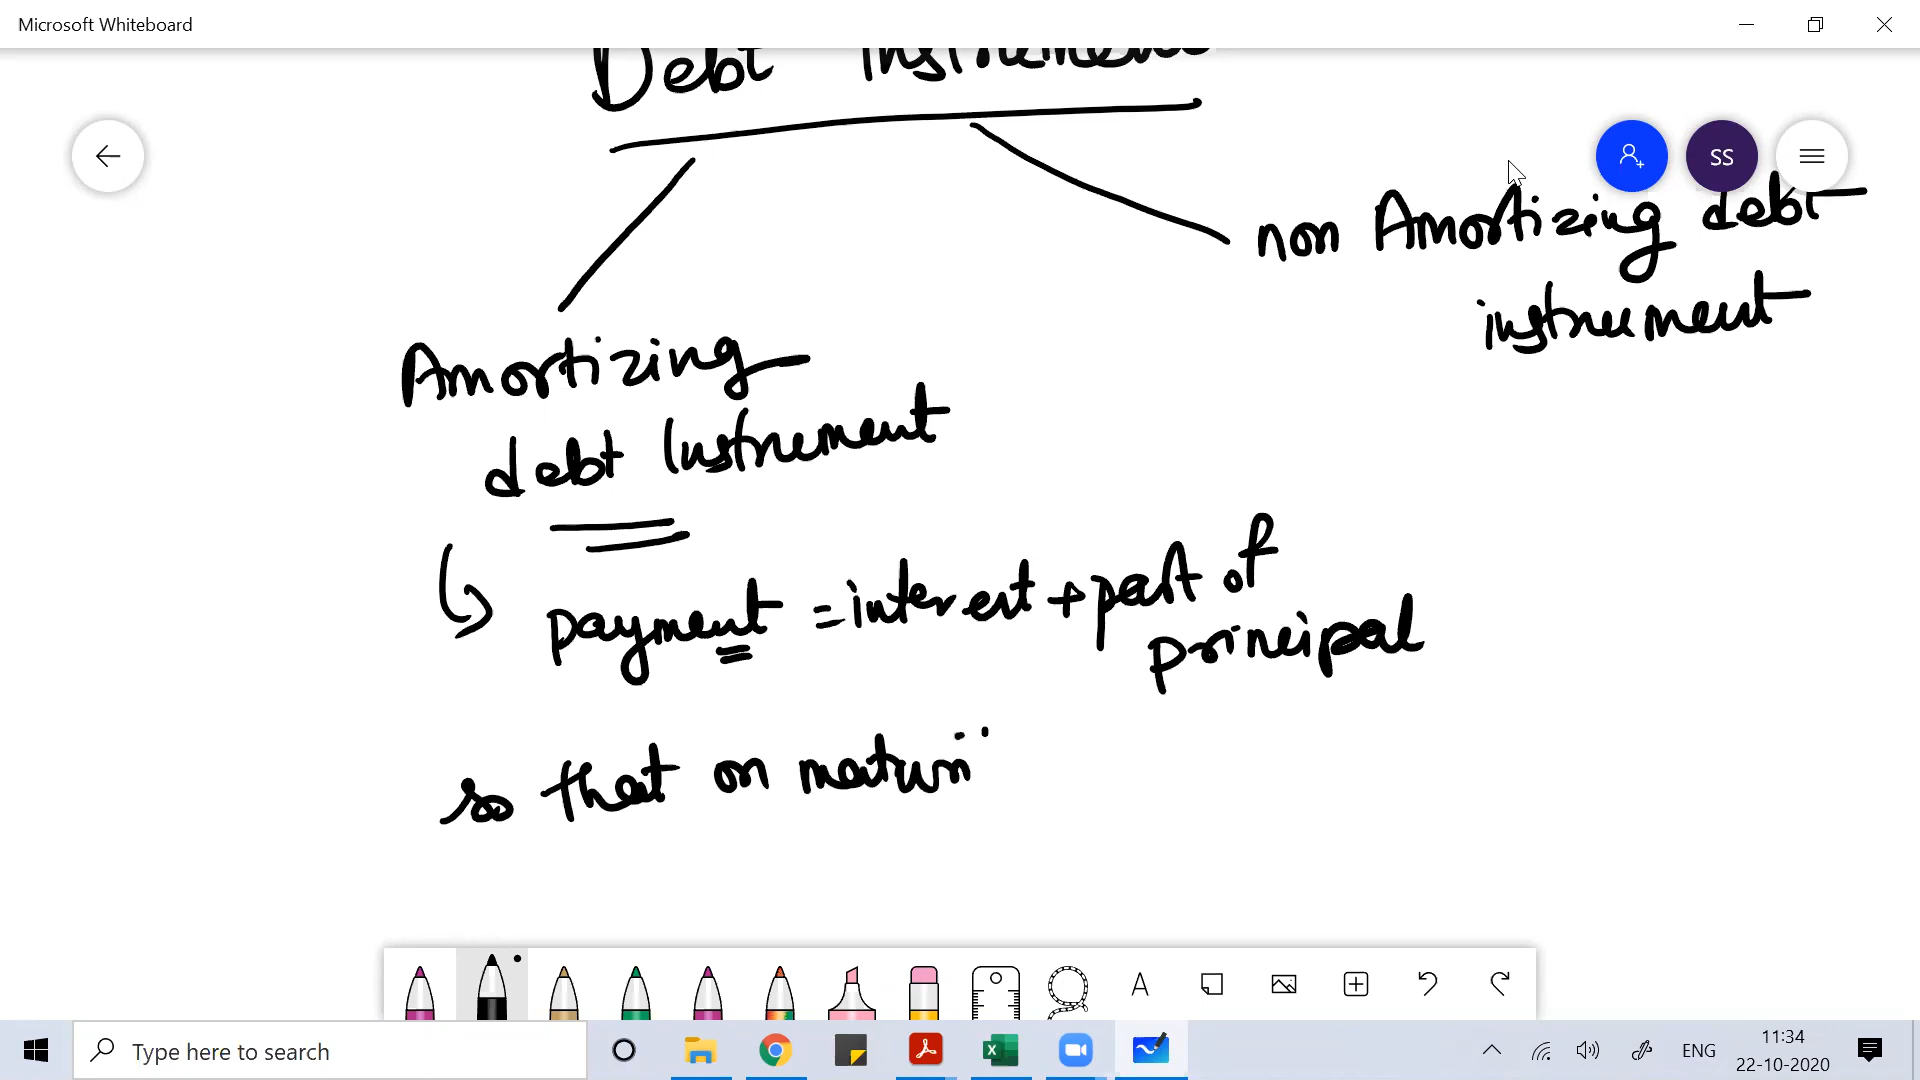 Microsoft Whiteboard
Debt Instruments
SS
non Amortizing debt
instrument
Amortizing
debt Instrument
payment = interest + part of
principal
so that on maturi
A
Type here to search
ENG
11:34
22-10-2020